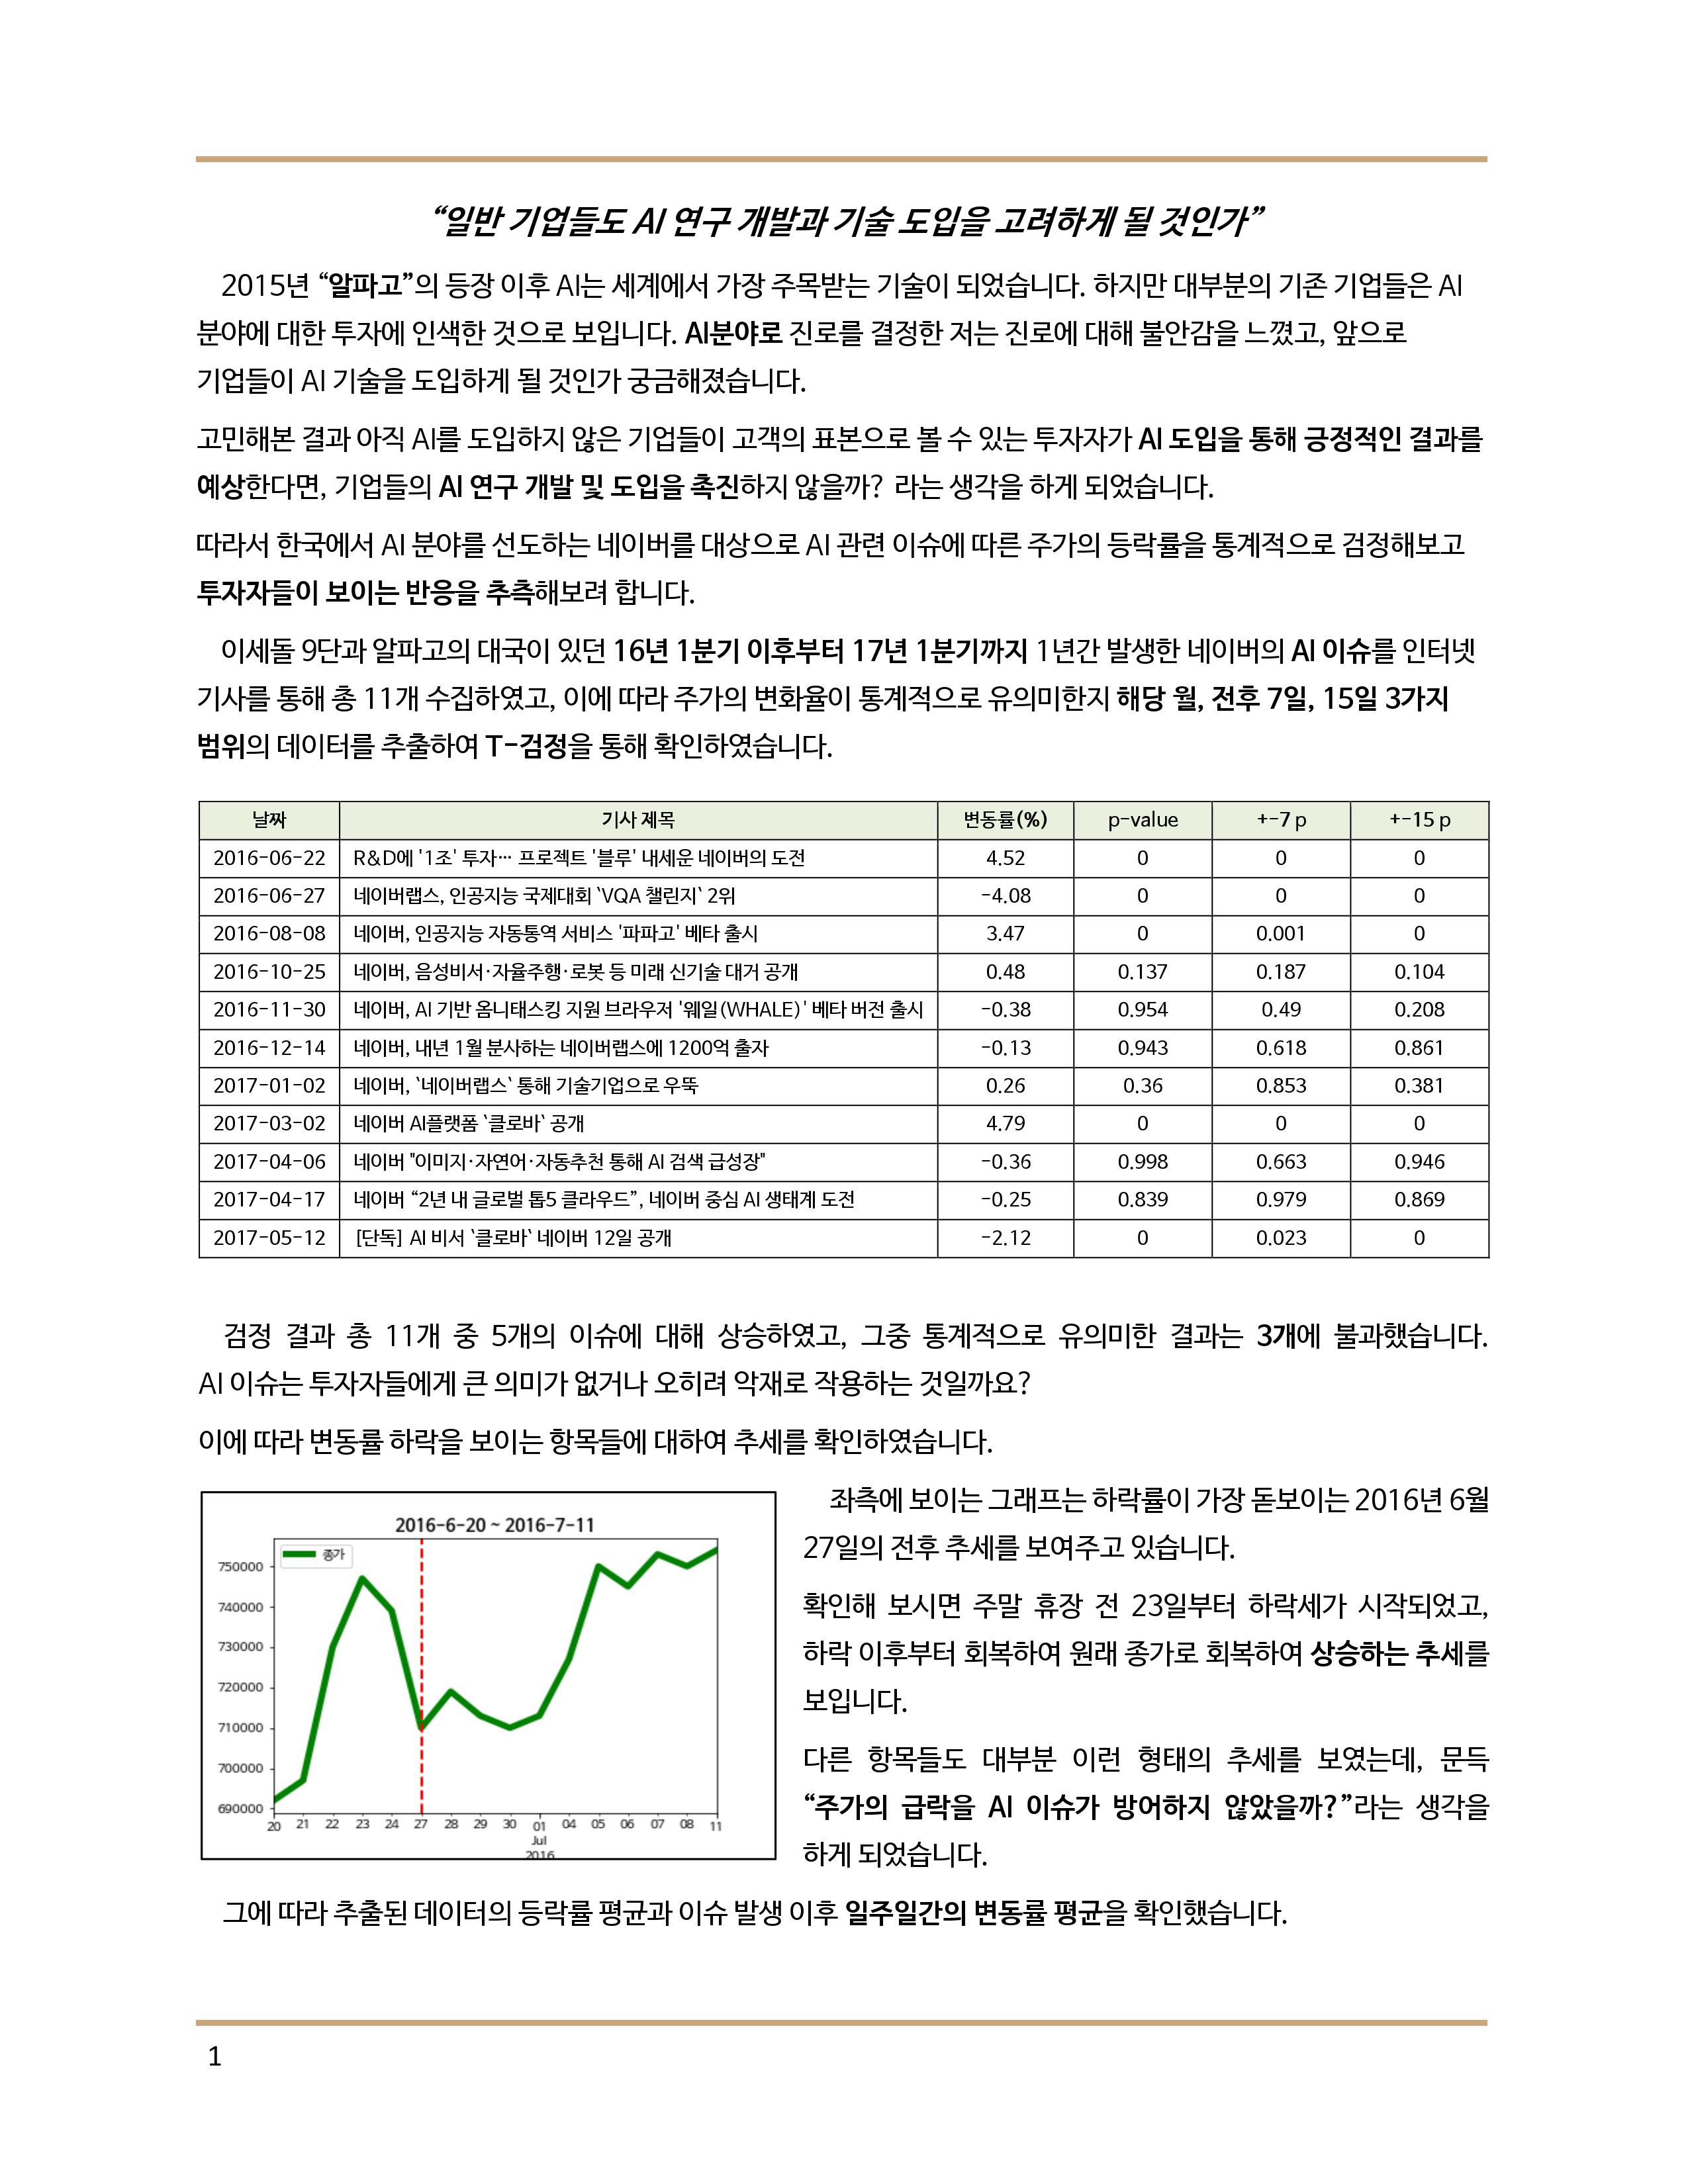 “일반 기업들도 AI 연구 개발과 기술 도입을 고려하게 될 것인가”
2015년 “알파고”의 등장 이후 AI는 세계에서 가장 주목받는 기술이 되었습니다. 하지만 대부분의 기존 기업들은 AI
분야에 대한 투자에 인색한 것으로 보입니다. AI분야로 진로를 결정한 저는 진로에 대해 불안감을 느꼈고, 앞으로
기업들이 AI 기술을 도입하게 될 것인가 궁금해졌습니다.
고민해본 결과 아직 AI를 도입하지 않은 기업들이 고객의 표본으로 볼 수 있는 투자자가 AI 도입을 통해 긍정적인 결과를
예상한다면, 기업들의 AI 연구 개발 및 도입을 촉진하지 않을까? 라는 생각을 하게 되었습니다.
따라서 한국에서 AI 분야를 선도하는 네이버를 대상으로 AI 관련 이슈에 따른 주가의 등락률을 통계적으로 검정해보고
투자자들이 보이는 반응을 추측해보려 합니다.
이세돌 9단과 알파고의 대국이 있던 16년 1분기 이후부터 17년 1분기까지 1년간 발생한 네이버의 AI 이슈를 인터넷
기사를 통해 총 11개 수집하였고, 이에 따라 주가의 변화율이 통계적으로 유의미한지 해당 월, 전후 7일, 15일 3가지
범위의 데이터를 추출하여 T-검정을 통해 확인하였습니다.
날짜 기사 제목 변동률(%) p-value +-7 p +-15 p
2016-06-22 R&D에 '1조' 투자… 프로젝트 '블루' 내세운 네이버의 도전 4.52 0 0 0
2016-06-27 네이버랩스, 인공지능 국제대회 `VQA 챌린지` 2위 -4.08 0 0 0
2016-08-08 네이버, 인공지능 자동통역 서비스 '파파고' 베타 출시 3.47 0 0.001 0
2016-10-25 네이버, 음성비서·자율주행·로봇 등 미래 신기술 대거 공개 0.48 0.137 0.187 0.104
2016-11-30 네이버, AI 기반 옴니태스킹 지원 브라우저 '웨일(WHALE)' 베타 버전 출시 -0.38 0.954 0.49 0.208
2016-12-14 네이버, 내년 1월 분사하는 네이버랩스에 1200억 출자 -0.13 0.943 0.618 0.861
2017-01-02 네이버, `네이버랩스` 통해 기술기업으로 우뚝 0.26 0.36 0.853 0.381
2017-03-02 네이버 AI플랫폼 `클로바` 공개 4.79 0 0 0
2017-04-06 네이버 "이미지·자연어·자동추천 통해 AI 검색 급성장" -0.36 0.998 0.663 0.946
2017-04-17 네이버 “2년 내 글로벌 톱5 클라우드”, 네이버 중심 AI 생태계 도전 -0.25 0.839 0.979 0.869
2017-05-12 [단독] AI 비서 `클로바` 네이버 12일 공개 -2.12 0 0.023 0
검정 결과 총 11개 중 5개의 이슈에 대해 상승하였고, 그중 통계적으로 유의미한 결과는 3개에 불과했습니다.
AI 이슈는 투자자들에게 큰 의미가 없거나 오히려 악재로 작용하는 것일까요?
이에 따라 변동률 하락을 보이는 항목들에 대하여 추세를 확인하였습니다.
2016-6-20 ~ 2016-7-11
종가
750000
740000
730000
720000
710000
700000
690000
20 21 22 23 24 27 28 29 30 01 04 05 06 07 08 11
Jul
2016
좌측에 보이는 그래프는 하락률이 가장 돋보이는 2016년 6월
27일의 전후 추세를 보여주고 있습니다.
확인해 보시면 주말 휴장 전 23일부터 하락세가 시작되었고,
하락 이후부터 회복하여 원래 종가로 회복하여 상승하는 추세를
보입니다.
다른 항목들도 대부분 이런 형태의 추세를 보였는데, 문득
“주가의 급락을 AI 이슈가 방어하지 않았을까?”라는 생각을
하게 되었습니다.
그에 따라 추출된 데이터의 등락률 평균과 이슈 발생 이후 일주일간의 변동률 평균을 확인했습니다.
1